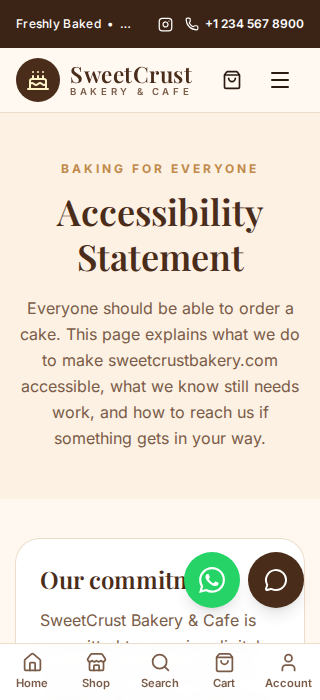 Freshly Baked • ...
+1 234 567 8900
SweetCrust
BAKERY & CAFE
BAKING FOR EVERYONE
Accessibility
Statement
Everyone should be able to order a
cake. This page explains what we do
to make sweetcrustbakery.com
accessible, what we know still needs
work, and how to reach us if
something gets in your way.
Our commitm
SweetCrust Bakery & Cafe is
Home
Shop
Search
Cart
Account